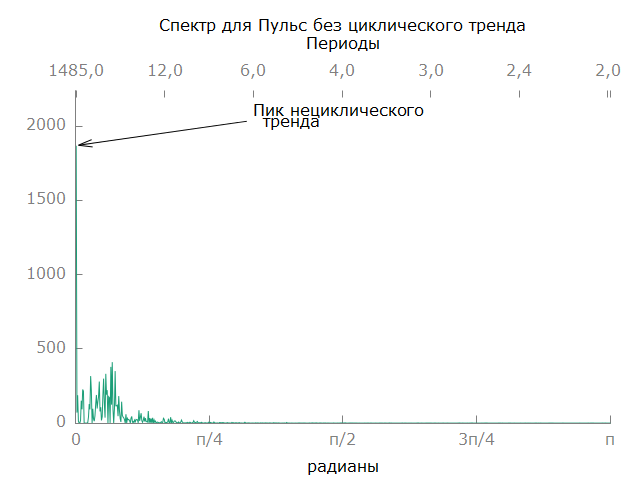 Спектр для Пульс без циклического тренда
Периоды
1485,0 12,0 6,0 4,0 3,0 2,4 2,0
Пик нециклического
тренда
2000
1500
1000
500
0
0 π/4 π/2 3π/4 π
радианы